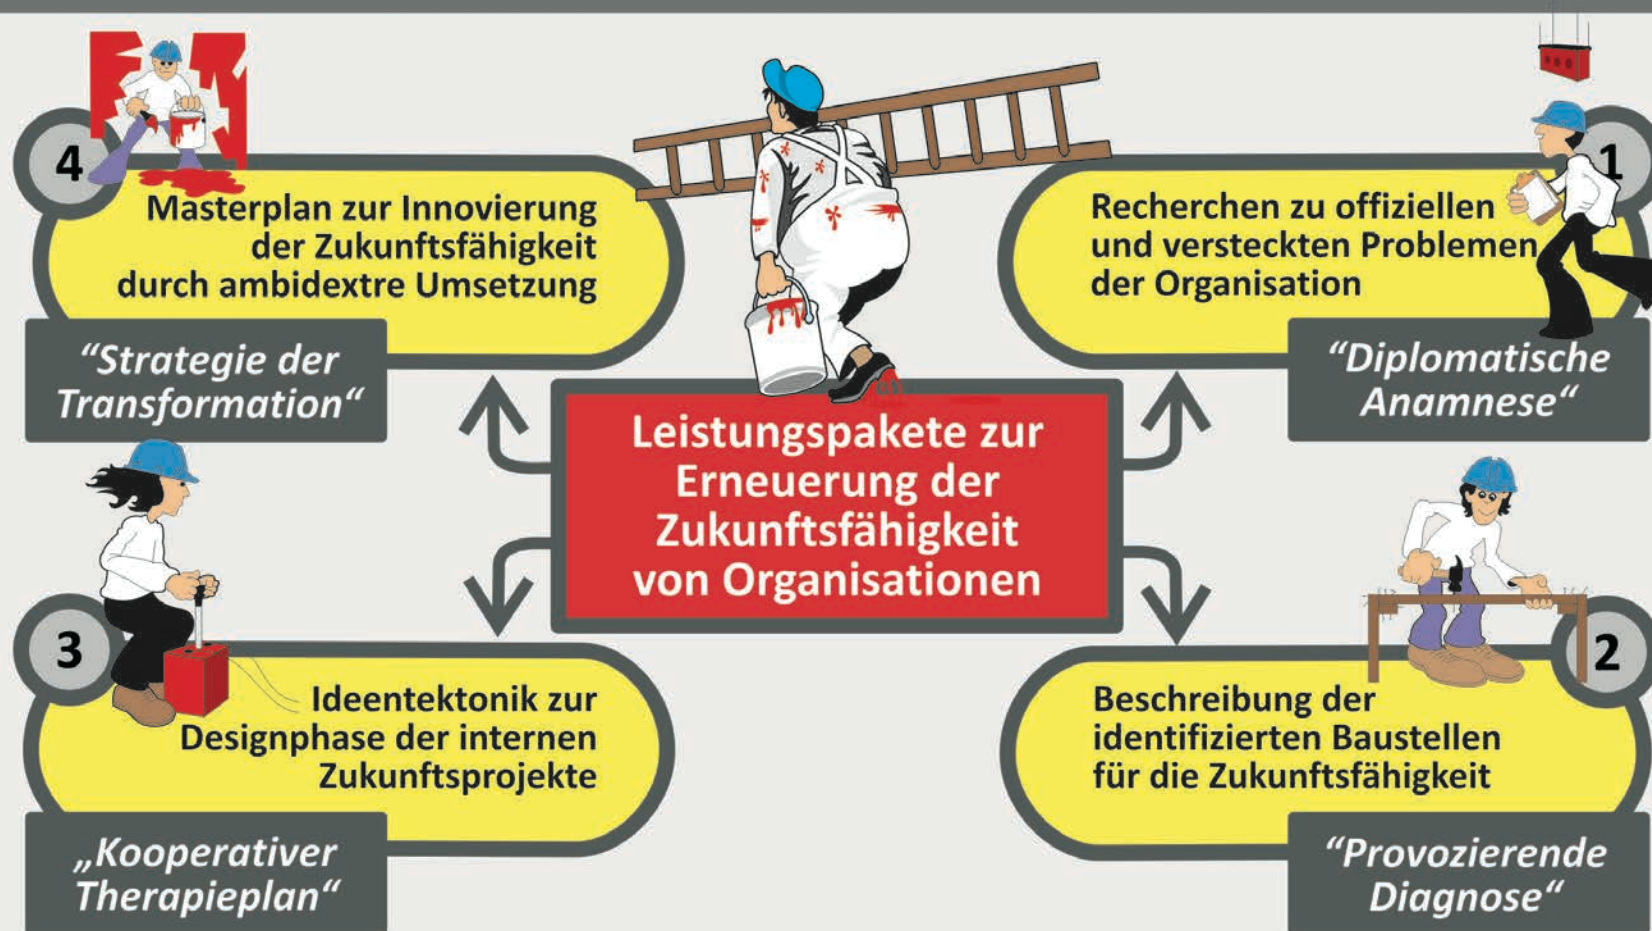 4
Masterplan zur Innovierung
der Zukunftsfähigkeit
durch ambidextre Umsetzung
“Strategie der
Transformation“
1
Recherchen zu offiziellen
und versteckten Problemen
der Organisation
“Diplomatische
Anamnese“
Leistungspakete zur
Erneuerung der
Zukunftsfähigkeit
von Organisationen
3
Ideentektonik zur
Designphase der internen
Zukunftsprojekte
„Kooperativer
Therapieplan“
2
Beschreibung der
identifizierten Baustellen
für die Zukunftsfähigkeit
“Provozierende
Diagnose“